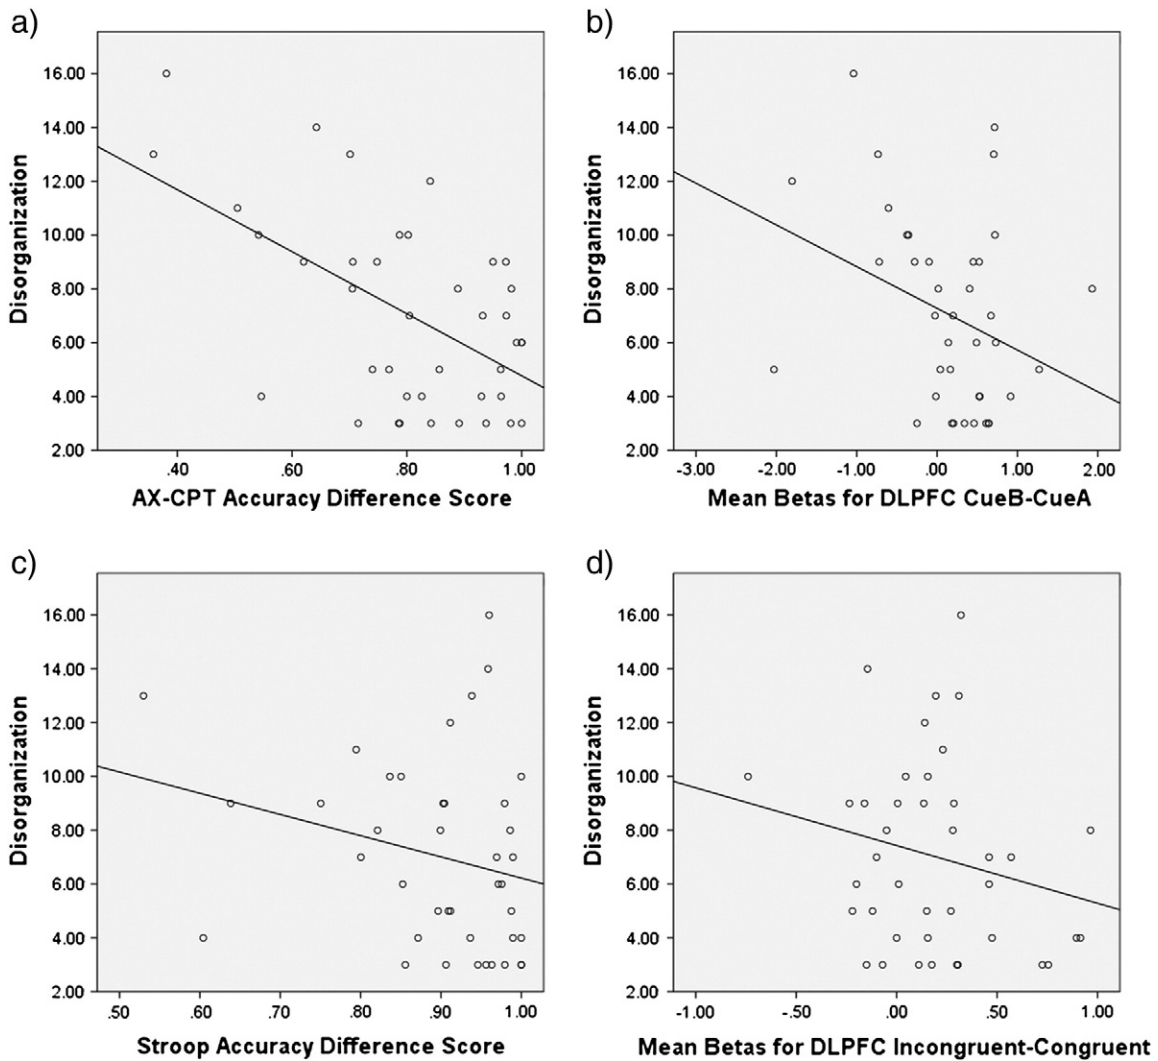 a)
16.00
14.00
12.00
10.00
8.00
6.00
4.00
2.00
Disorganization
.40 .60 .80 1.00
AX-CPT Accuracy Difference Score
b)
16.00
14.00
12.00
10.00
8.00
6.00
4.00
2.00
Disorganization
-3.00 -2.00 -1.00 .00 1.00 2.00
Mean Betas for DLPFC CueB-CueA
c)
16.00
14.00
12.00
10.00
8.00
6.00
4.00
2.00
Disorganization
.50 .60 .70 .80 .90 1.00
Stroop Accuracy Difference Score
d)
16.00
14.00
12.00
10.00
8.00
6.00
4.00
2.00
Disorganization
-1.00 -.50 .00 .50 1.00
Mean Betas for DLPFC Incongruent-Congruent